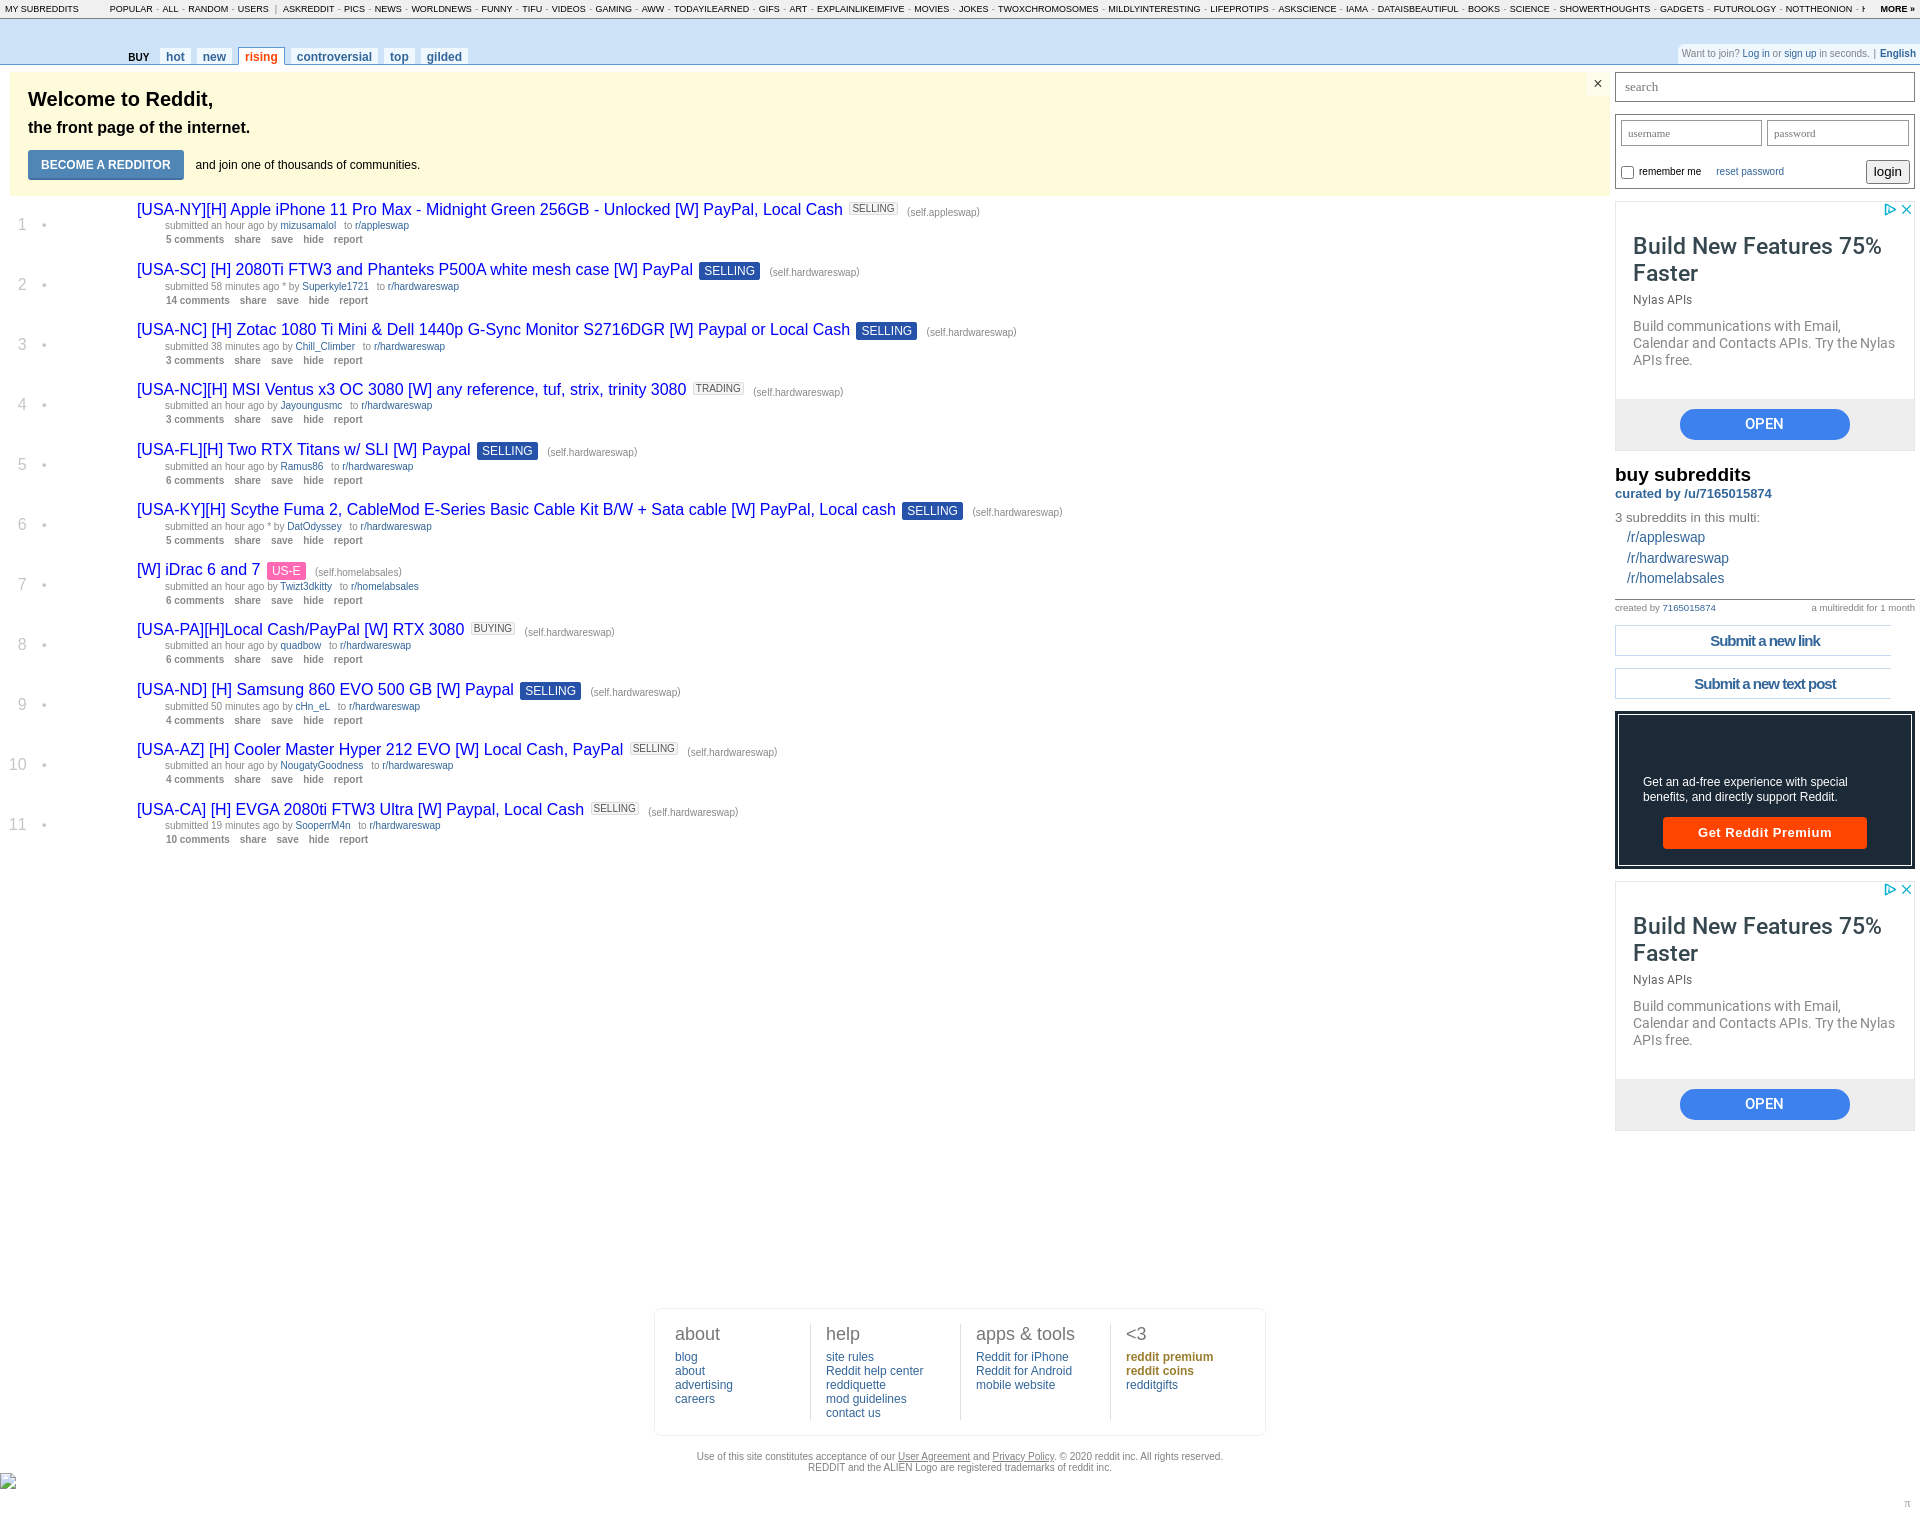 MY SUBREDDITS POPULAR - ALL - RANDOM - USERS | ASKREDDIT - PICS - NEWS - WORLDNEWS - FUNNY - TIFU - VIDEOS - GAMING - AWW - TODAYILEARNED - GIFS - ART - EXPLAINLIKEIMFIVE - MOVIES - JOKES - TWOXCHROMOSOMES - MILDLYINTERESTING - LIFEPROTIPS - ASKSCIENCE - IAMA - DATAISBEAUTIFUL - BOOKS - SCIENCE - SHOWERTHOUGHTS - GADGETS - FUTUROLOGY - NOTTHEONION - MORE »
BUY hot new rising controversial top gilded
Want to join? Log in or sign up in seconds. | English
Welcome to Reddit,
the front page of the internet.
BECOME A REDDITOR and join one of thousands of communities.
×
1 • [USA-NY][H] Apple iPhone 11 Pro Max - Midnight Green 256GB - Unlocked [W] PayPal, Local Cash SELLING (self.appleswap)
submitted an hour ago by mizusamalol to r/appleswap
5 comments share save hide report
2 • [USA-SC] [H] 2080Ti FTW3 and Phanteks P500A white mesh case [W] PayPal SELLING (self.hardwareswap)
submitted 58 minutes ago * by Superkyle1721 to r/hardwareswap
14 comments share save hide report
3 • [USA-NC] [H] Zotac 1080 Ti Mini & Dell 1440p G-Sync Monitor S2716DGR [W] Paypal or Local Cash SELLING (self.hardwareswap)
submitted 38 minutes ago by Chill_Climber to r/hardwareswap
3 comments share save hide report
4 • [USA-NC][H] MSI Ventus x3 OC 3080 [W] any reference, tuf, strix, trinity 3080 TRADING (self.hardwareswap)
submitted an hour ago by Jayoungusmc to r/hardwareswap
3 comments share save hide report
5 • [USA-FL][H] Two RTX Titans w/ SLI [W] Paypal SELLING (self.hardwareswap)
submitted an hour ago by Ramus86 to r/hardwareswap
6 comments share save hide report
6 • [USA-KY][H] Scythe Fuma 2, CableMod E-Series Basic Cable Kit B/W + Sata cable [W] PayPal, Local cash SELLING (self.hardwareswap)
submitted an hour ago * by DatOdyssey to r/hardwareswap
5 comments share save hide report
7 • [W] iDrac 6 and 7 US-E (self.homelabsales)
submitted an hour ago by Twizt3dkitty to r/homelabsales
6 comments share save hide report
8 • [USA-PA][H]Local Cash/PayPal [W] RTX 3080 BUYING (self.hardwareswap)
submitted an hour ago by quadbow to r/hardwareswap
6 comments share save hide report
9 • [USA-ND] [H] Samsung 860 EVO 500 GB [W] Paypal SELLING (self.hardwareswap)
submitted 50 minutes ago by cHn_eL to r/hardwareswap
4 comments share save hide report
10 • [USA-AZ] [H] Cooler Master Hyper 212 EVO [W] Local Cash, PayPal SELLING (self.hardwareswap)
submitted an hour ago by NougatyGoodness to r/hardwareswap
4 comments share save hide report
11 • [USA-CA] [H] EVGA 2080ti FTW3 Ultra [W] Paypal, Local Cash SELLING (self.hardwareswap)
submitted 19 minutes ago by SooperrM4n to r/hardwareswap
10 comments share save hide report
search
username password
remember me reset password login
Build New Features 75%
Faster
Nylas APIs
Build communications with Email,
Calendar and Contacts APIs. Try the Nylas
APIs free.
OPEN
buy subreddits
curated by /u/7165015874
3 subreddits in this multi:
/r/appleswap
/r/hardwareswap
/r/homelabsales
created by 7165015874 a multireddit for 1 month
Submit a new link
Submit a new text post
Get an ad-free experience with special
benefits, and directly support Reddit.
Get Reddit Premium
Build New Features 75%
Faster
Nylas APIs
Build communications with Email,
Calendar and Contacts APIs. Try the Nylas
APIs free.
OPEN
about
blog
about
advertising
careers
help
site rules
Reddit help center
reddiquette
mod guidelines
contact us
apps & tools
Reddit for iPhone
Reddit for Android
mobile website
<3
reddit premium
reddit coins
redditgifts
Use of this site constitutes acceptance of our User Agreement and Privacy Policy. © 2020 reddit inc. All rights reserved.
REDDIT and the ALIEN Logo are registered trademarks of reddit inc.
π